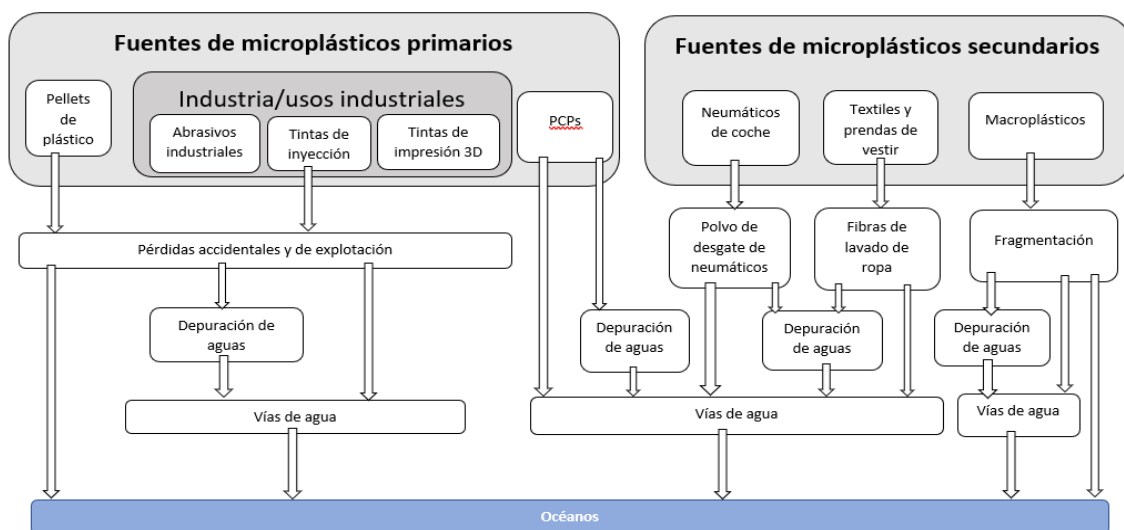 Fuentes de microplásticos primarios
Pellets
de
plástico
Industria/usos industriales
Abrasivos
industriales
Tintas de
inyección
Tintas de
impresión 3D
PCPs
Fuentes de microplásticos secundarios
Neumáticos
de coche
Textiles y
prendas de
vestir
Macroplásticos
Pérdidas accidentales y de explotación
Polvo de
desgate de
neumáticos
Fibras de
lavado de
ropa
Fragmentación
Depuración de
aguas
Depuración
de aguas
Depuración
de aguas
Depuración
de aguas
Vías de agua
Vías de agua
Vías de agua
Océanos